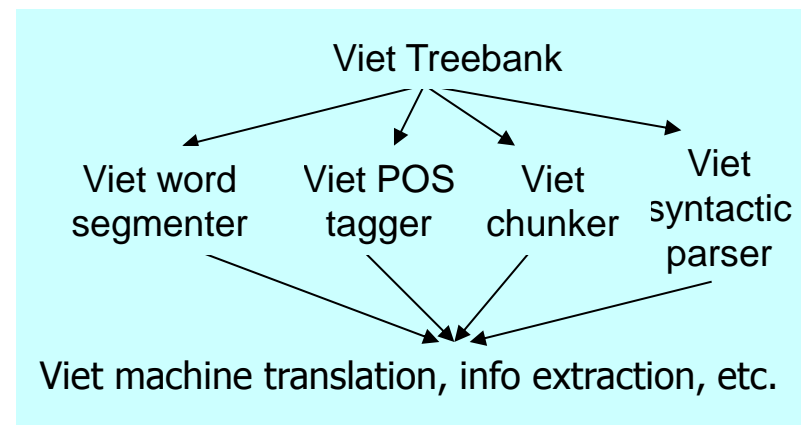 Viet Treebank
Viet word
segmenter
Viet POS
tagger
Viet
chunker
Viet
syntactic
parser
Viet machine translation, info extraction, etc.